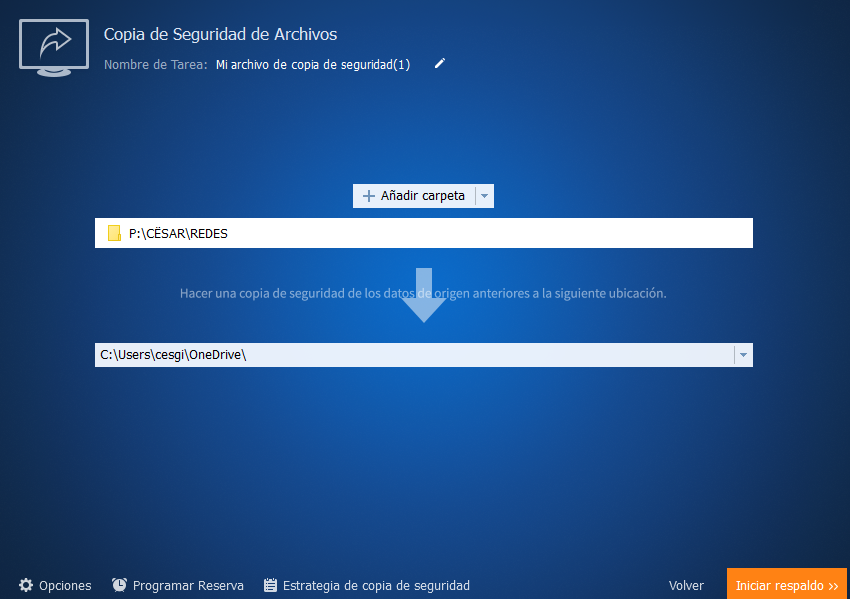 Copia de Seguridad de Archivos
Nombre de Tarea: Mi archivo de copia de seguridad(1)
Añadir carpeta
P:\CËSAR\REDES
Hacer una copia de seguridad de los datos de origen anteriores a la siguiente ubicación.
C:\Users\cesgi\OneDrive\
Opciones Programar Reserva Estrategia de copia de seguridad Volver Iniciar respaldo >>